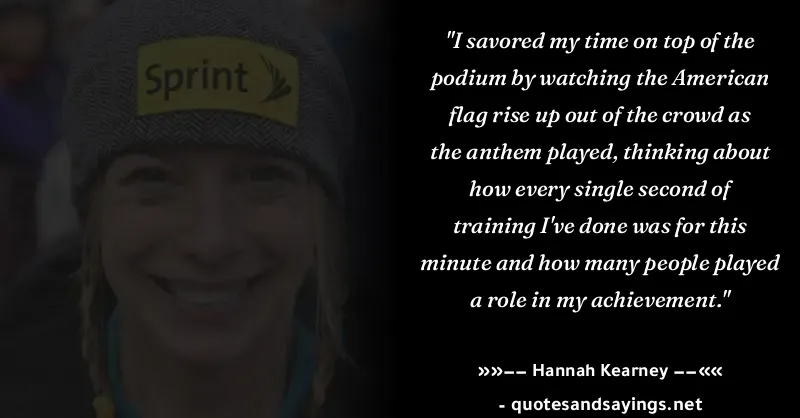 Sprint
"I savored my time on top of the
podium by watching the American
flag rise up out of the crowd as
the anthem played, thinking about
how every single second of
training I've done was for this
minute and how many people played
a role in my achievement."
»»—— Hannah Kearney ——««
- quotesandsayings.net